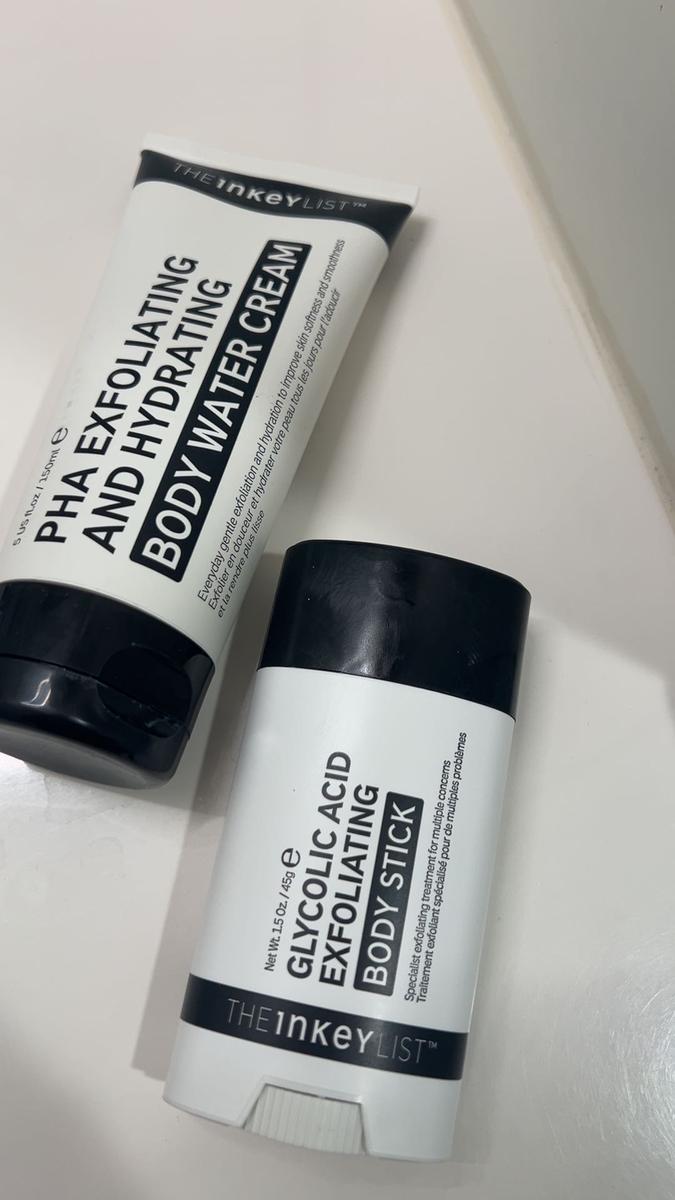 THE INKEY LIST™
5 US fl.oz / 150ml ℮
PHA EXFOLIATING
AND HYDRATING
BODY WATER CREAM
Everyday gentle exfoliation and hydration to improve skin softness and smoothness
Exfolier en douceur et hydrater votre peau tous les jours pour l'adoucir
et la rendre plus lisse
Net Wt. 1.5 Oz. / 45g ℮
GLYCOLIC ACID
EXFOLIATING
BODY STICK
Specialist exfoliating treatment for multiple concerns
Traitement exfoliant spécialisé pour de multiples problèmes
THE INKEY LIST™